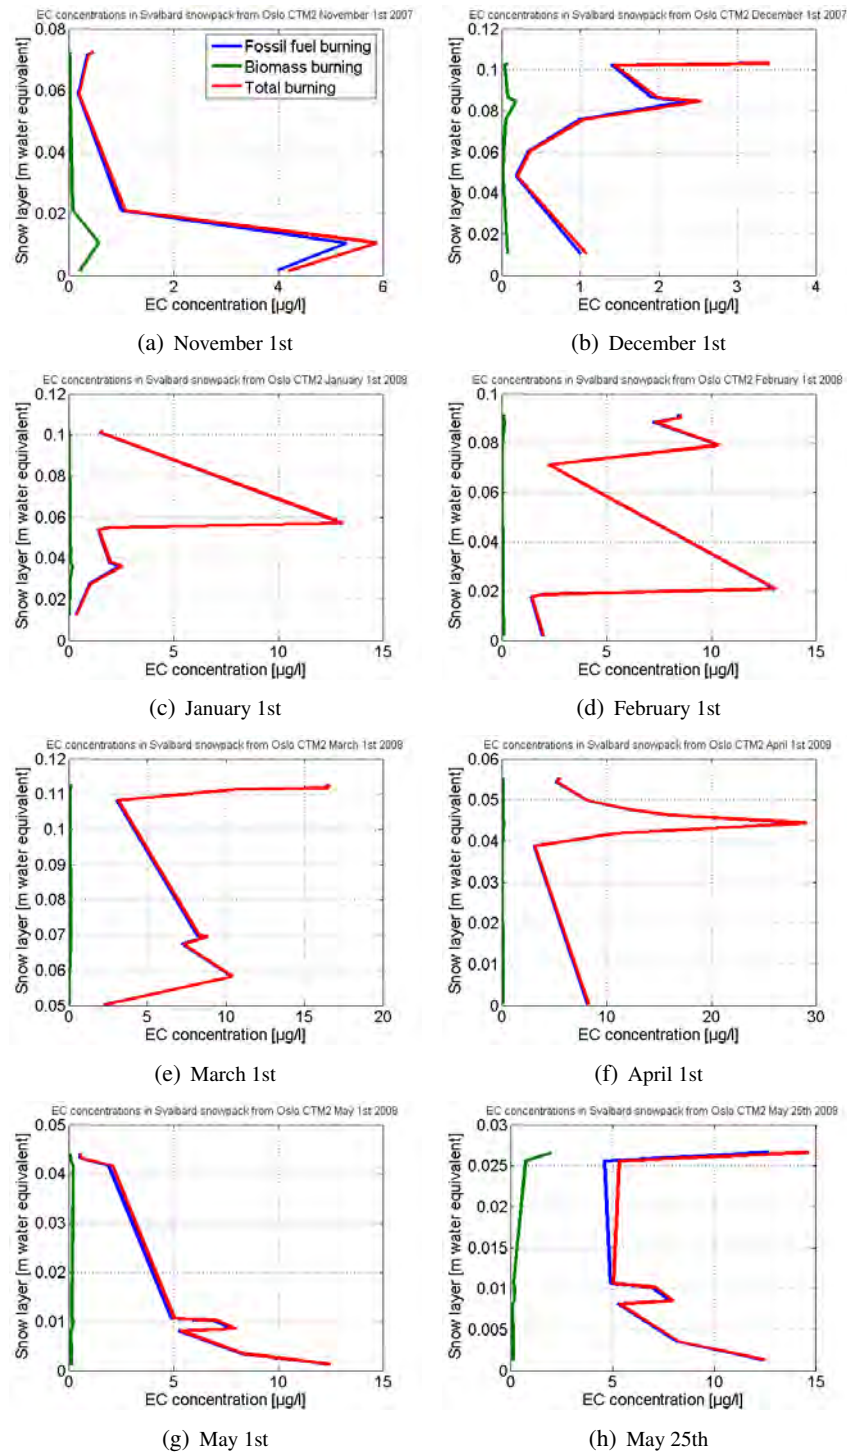 EC concentrations in Svalbard snowpack from Oslo CTM2 November 1st 2007
Snow layer [m water equivalent]
0.08
0.06
0.04
0.02
0
Fossil fuel burning
Biomass burning
Total burning
0 2 4 6
EC concentration [µg/l]
(a) November 1st
EC concentrations in Svalbard snowpack from Oslo CTM2 December 1st 2007
Snow layer [m water equivalent]
0.12
0.1
0.08
0.06
0.04
0.02
0
0 1 2 3 4
EC concentration [µg/l]
(b) December 1st
EC concentrations in Svalbard snowpack from Oslo CTM2 January 1st 2008
Snow layer [m water equivalent]
0.12
0.1
0.08
0.06
0.04
0.02
0
0 5 10 15
EC concentration [µg/l]
(c) January 1st
EC concentrations in Svalbard snowpack from Oslo CTM2 February 1st 2008
Snow layer [m water equivalent]
0.1
0.08
0.06
0.04
0.02
0
0 5 10 15
EC concentration [µg/l]
(d) February 1st
EC concentrations in Svalbard snowpack from Oslo CTM2 March 1st 2008
Snow layer [m water equivalent]
0.12
0.11
0.1
0.09
0.08
0.07
0.06
0.05
0 5 10 15 20
EC concentration [µg/l]
(e) March 1st
EC concentrations in Svalbard snowpack from Oslo CTM2 April 1st 2008
Snow layer [m water equivalent]
0.06
0.05
0.04
0.03
0.02
0.01
0
0 10 20 30
EC concentration [µg/l]
(f) April 1st
EC concentrations in Svalbard snowpack from Oslo CTM2 May 1st 2008
Snow layer [m water equivalent]
0.05
0.04
0.03
0.02
0.01
0
0 5 10 15
EC concentration [µg/l]
(g) May 1st
EC concentrations in Svalbard snowpack from Oslo CTM2 May 25th 2008
Snow layer [m water equivalent]
0.03
0.025
0.02
0.015
0.010
0.005
0
0 5 10 15
EC concentration [µg/l]
(h) May 25th